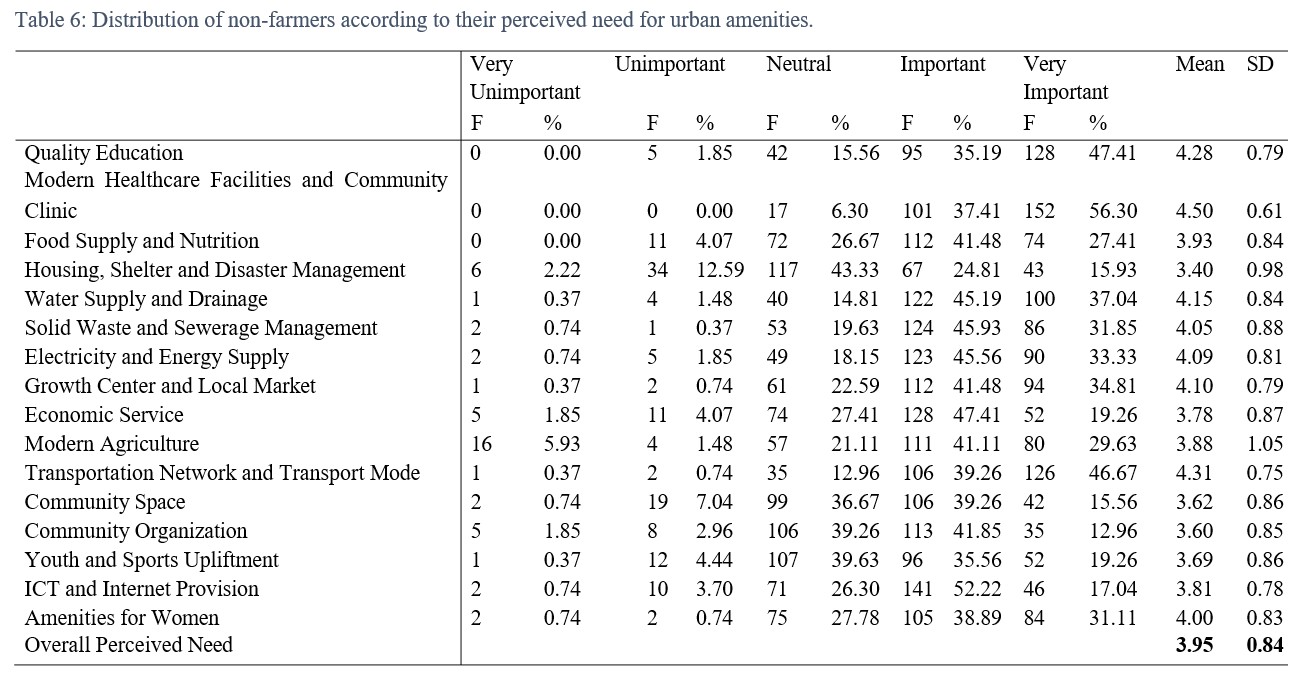 Table 6: Distribution of non-farmers according to their perceived need for urban amenities.
Very Unimportant Neutral Important Very Mean SD
Unimportant Important
F % F % F % F % F %
Quality Education 0 0.00 5 1.85 42 15.56 95 35.19 128 47.41 4.28 0.79
Modern Healthcare Facilities and Community
Clinic 0 0.00 0 0.00 17 6.30 101 37.41 152 56.30 4.50 0.61
Food Supply and Nutrition 0 0.00 11 4.07 72 26.67 112 41.48 74 27.41 3.93 0.84
Housing, Shelter and Disaster Management 6 2.22 34 12.59 117 43.33 67 24.81 43 15.93 3.40 0.98
Water Supply and Drainage 1 0.37 4 1.48 40 14.81 122 45.19 100 37.04 4.15 0.84
Solid Waste and Sewerage Management 2 0.74 1 0.37 53 19.63 124 45.93 86 31.85 4.05 0.88
Electricity and Energy Supply 2 0.74 5 1.85 49 18.15 123 45.56 90 33.33 4.09 0.81
Growth Center and Local Market 1 0.37 2 0.74 61 22.59 112 41.48 94 34.81 4.10 0.79
Economic Service 5 1.85 11 4.07 74 27.41 128 47.41 52 19.26 3.78 0.87
Modern Agriculture 16 5.93 4 1.48 57 21.11 111 41.11 80 29.63 3.88 1.05
Transportation Network and Transport Mode 1 0.37 2 0.74 35 12.96 106 39.26 126 46.67 4.31 0.75
Community Space 2 0.74 19 7.04 99 36.67 106 39.26 42 15.56 3.62 0.86
Community Organization 5 1.85 8 2.96 106 39.26 113 41.85 35 12.96 3.60 0.85
Youth and Sports Upliftment 1 0.37 12 4.44 107 39.63 96 35.56 52 19.26 3.69 0.86
ICT and Internet Provision 2 0.74 10 3.70 71 26.30 141 52.22 46 17.04 3.81 0.78
Amenities for Women 2 0.74 2 0.74 75 27.78 105 38.89 84 31.11 4.00 0.83
Overall Perceived Need 3.95 0.84